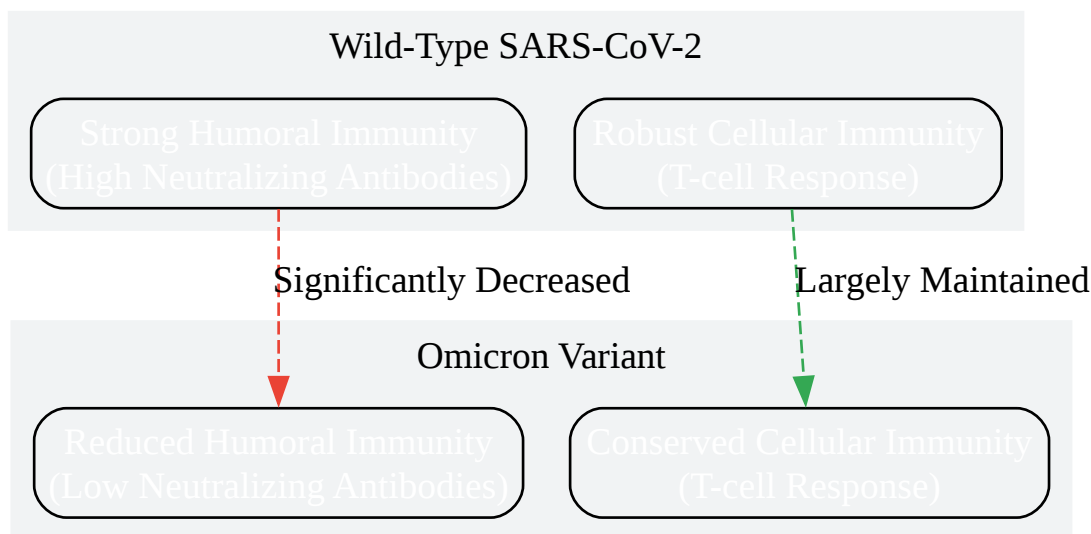 Wild-Type SARS-CoV-2
Strong Humoral Immunity
(High Neutralizing Antibodies)
Robust Cellular Immunity
(T-cell Response)
Significantly Decreased
Largely Maintained
Omicron Variant
Reduced Humoral Immunity
(Low Neutralizing Antibodies)
Conserved Cellular Immunity
(T-cell Response)